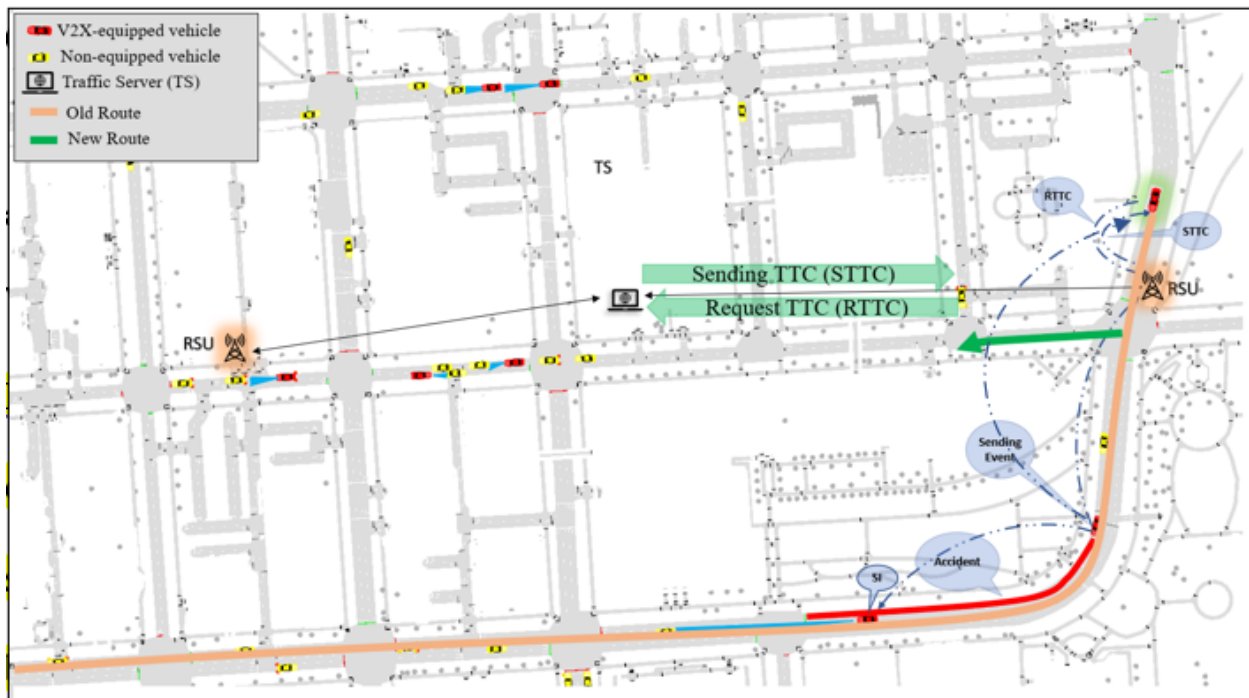 V2X-equipped vehicle
Non-equipped vehicle
Traffic Server (TS)
Old Route
New Route
TS
RTTC
STTC
Sending TTC (STTC)
Request TTC (RTTC)
RSU
RSU
Sending
Event
Accident
SI